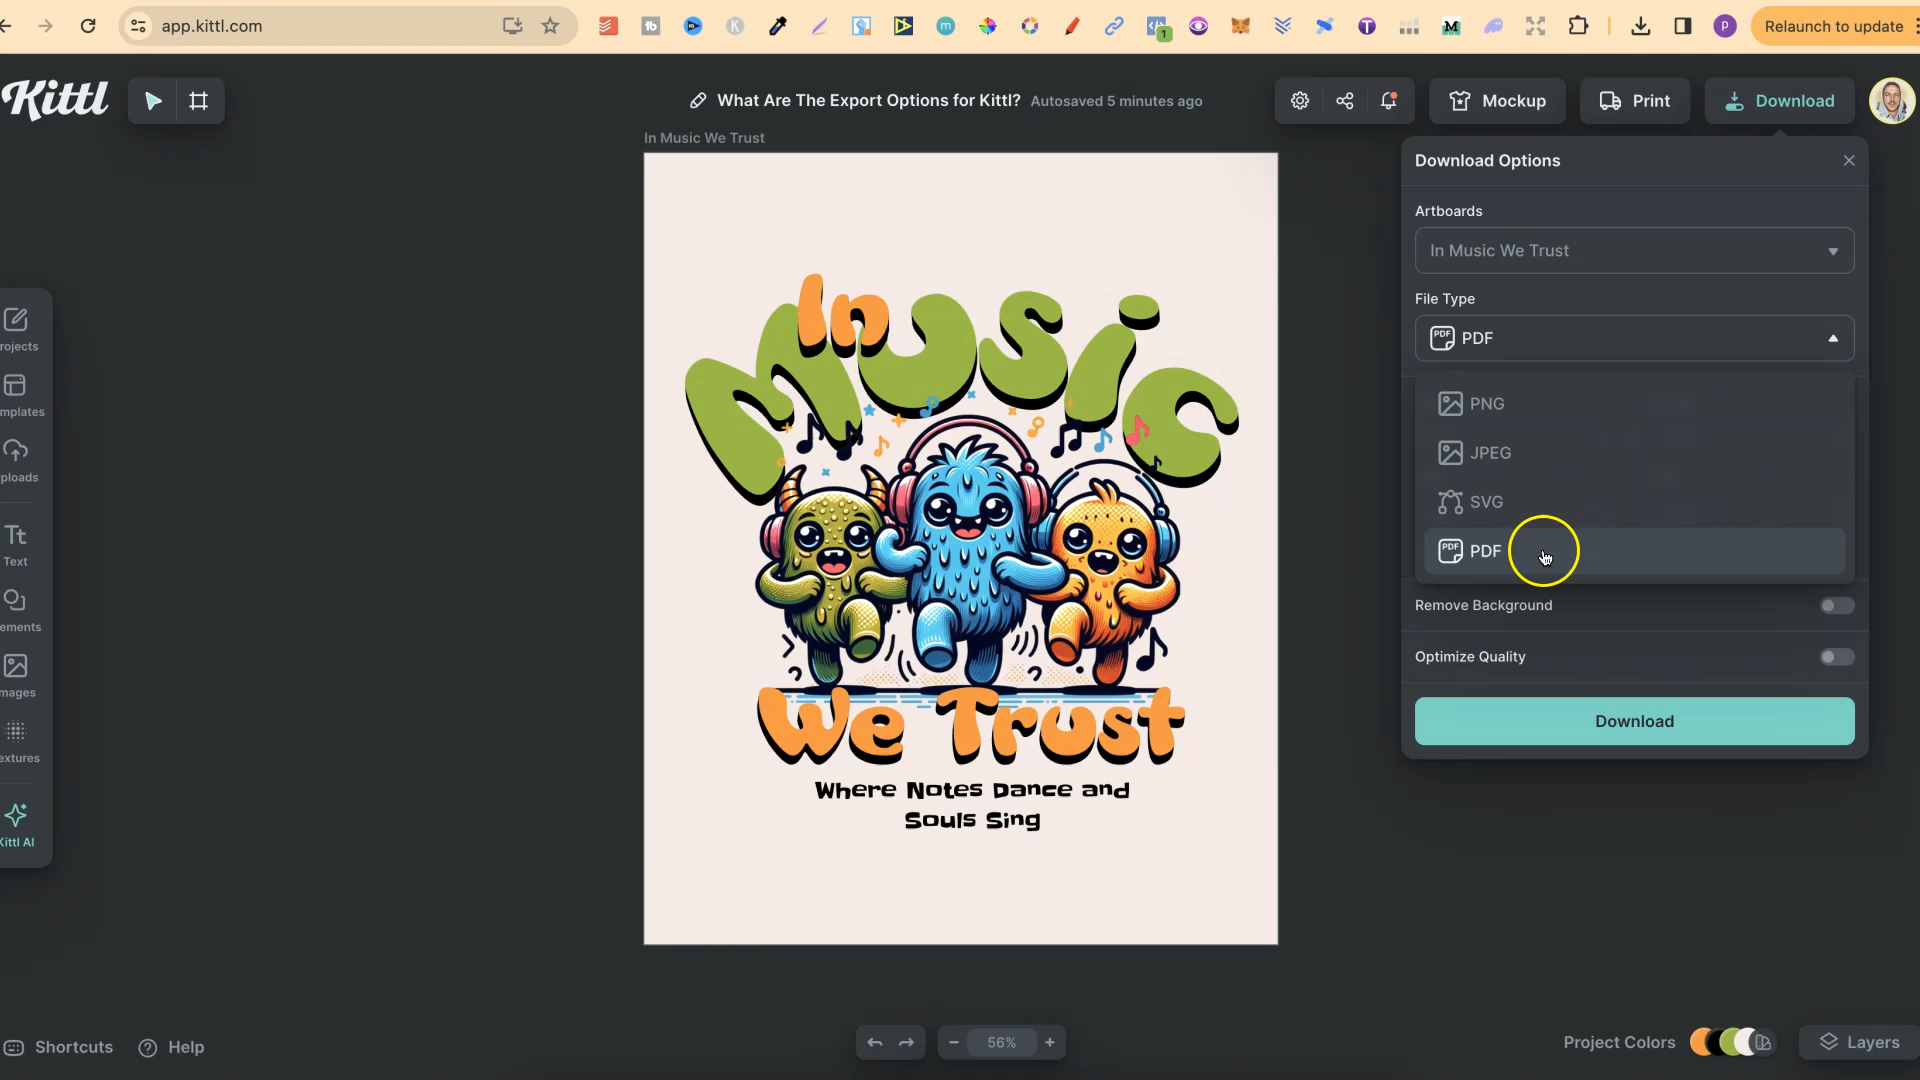 app.kittl.com
Relaunch to update
Kittl
What Are The Export Options for Kittl?
Autosaved 5 minutes ago
Mockup
Print
Download
In Music We Trust
Download Options
Artboards
In Music We Trust
File Type
PDF
PDF
PNG
JPEG
SVG
PDF
PDF
Remove Background
Optimize Quality
Download
rojects
mplates
ploads
Tt
Text
ements
mages
extures
Kittl AI
In
Music
We Trust
Where Notes Dance and
Souls Sing
Shortcuts
Help
56%
Project Colors
Layers